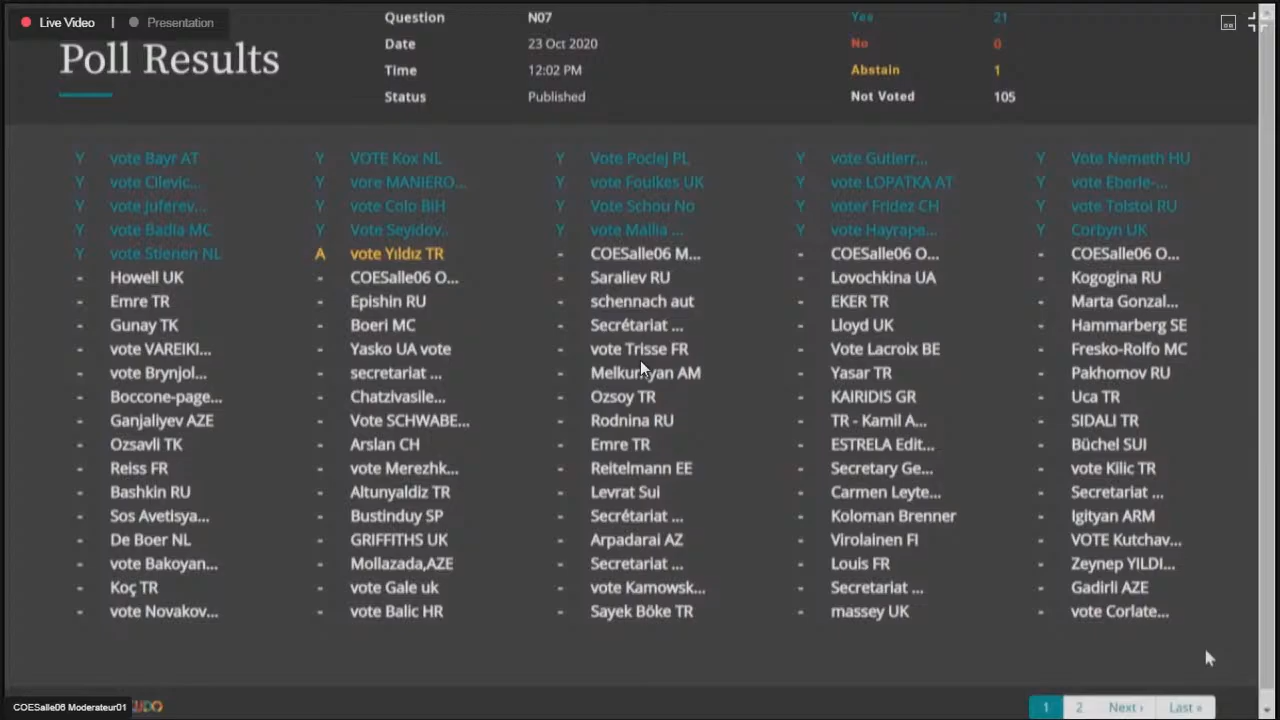 Live Video | Presentation
Question N07 Yes 21
Poll Results
Date 23 Oct 2020 No 0
Time 12:02 PM Abstain 1
Status Published Not Voted 105
Y vote Bayr AT Y VOTE Kox NL Y Vote Pociej PL Y vote Gutierr... Y Vote Nemeth HU
Y vote Cilevic... Y vore MANIERO... Y vote Foulkes UK Y vote LOPATKA AT Y vote Eberle-...
Y vote Juferev... Y vote Colo BiH Y Vote Schou No Y voter Fridez CH Y vote Tolstoi RU
Y vote Badia MC Y Vote Seyidov.. Y vote Mallia ... Y vote Hayrape... Y Corbyn UK
Y vote Stienen NL A vote Yıldız TR - COESalle06 M... - COESalle06 O... - COESalle06 O...
- Howell UK - COESalle06 O... - Saraliev RU - Lovochkina UA - Kogogina RU
- Emre TR - Epishin RU - schennach aut - EKER TR - Marta Gonzal...
- Gunay TK - Boeri MC - Secrétariat ... - Lloyd UK - Hammarberg SE
- vote VAREIKI... - Yasko UA vote - vote Trisse FR - Vote Lacroix BE - Fresko-Rolfo MC
- vote Brynjol... - secretariat ... - Melkumyan AM - Yasar TR - Pakhomov RU
- Boccone-page... - Chatzivasile... - Ozsoy TR - KAIRIDIS GR - Uca TR
- Ganjaliyev AZE - Vote SCHWABE... - Rodnina RU - TR - Kamil A... - SIDALI TR
- Ozsavli TK - Arslan CH - Emre TR - ESTRELA Edit... - Büchel SUI
- Reiss FR - vote Merezhk... - Reitelmann EE - Secretary Ge... - vote Kilic TR
- Bashkin RU - Altunyaldiz TR - Levrat Sui - Carmen Leyte... - Secretariat ...
- Sos Avetisya... - Bustinduy SP - Secrétariat ... - Koloman Brenner - Igityan ARM
- De Boer NL - GRIFFITHS UK - Arpadarai AZ - Virolainen FI - VOTE Kutchav...
- vote Bakoyan... - Mollazada,AZE - Secretariat ... - Louis FR - Zeynep YILDI...
- Koç TR - vote Gale uk - vote Kamowsk... - Secretariat ... - Gadirli AZE
- vote Novakov... - vote Balic HR - Sayek Böke TR - massey UK - vote Corlate...
COESalle06 Moderateur01 1 2 Next › Last »